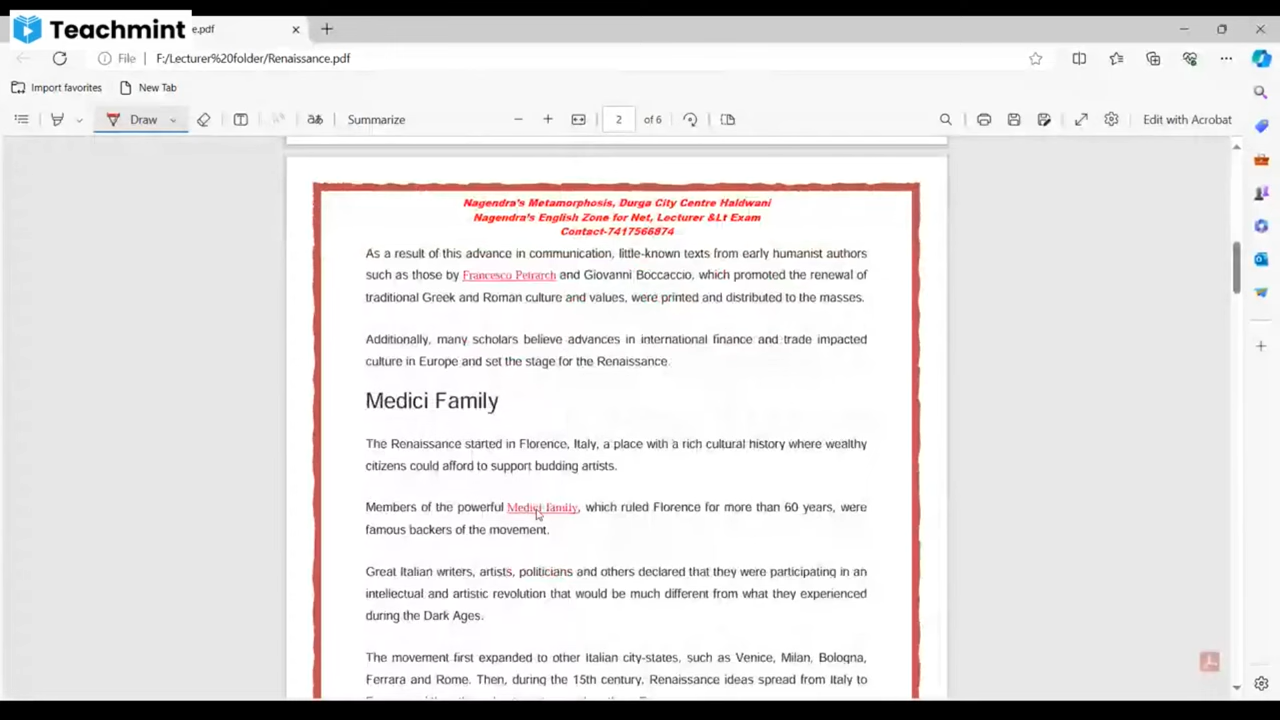 Teachmint
e.pdf
File F:/Lecturer%20folder/Renaissance.pdf
Import favorites New Tab
Draw Summarize 2 of 6 Edit with Acrobat
Nagendra's Metamorphosis, Durga City Centre Haldwani
Nagendra's English Zone for Net, Lecturer &Lt Exam
Contact-7417566874
As a result of this advance in communication, little-known texts from early humanist authors
such as those by Francesco Petrarch and Giovanni Boccaccio, which promoted the renewal of
traditional Greek and Roman culture and values, were printed and distributed to the masses.
Additionally, many scholars believe advances in international finance and trade impacted
culture in Europe and set the stage for the Renaissance.
Medici Family
The Renaissance started in Florence, Italy, a place with a rich cultural history where wealthy
citizens could afford to support budding artists.
Members of the powerful Medici family, which ruled Florence for more than 60 years, were
famous backers of the movement.
Great Italian writers, artists, politicians and others declared that they were participating in an
intellectual and artistic revolution that would be much different from what they experienced
during the Dark Ages.
The movement first expanded to other Italian city-states, such as Venice, Milan, Bologna,
Ferrara and Rome. Then, during the 15th century, Renaissance ideas spread from Italy to